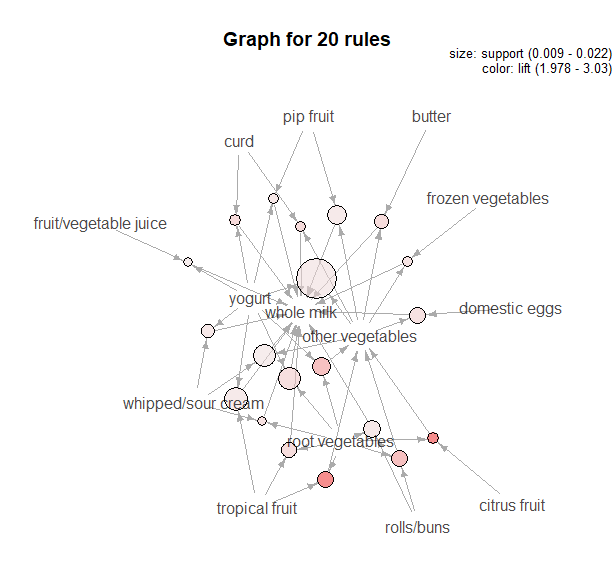 Graph for 20 rules
size: support (0.009 - 0.022)
color: lift (1.978 - 3.03)
pip fruit
butter
curd
frozen vegetables
fruit/vegetable juice
yogurt
whole milk
domestic eggs
other vegetables
whipped/sour cream
root vegetables
tropical fruit
citrus fruit
rolls/buns